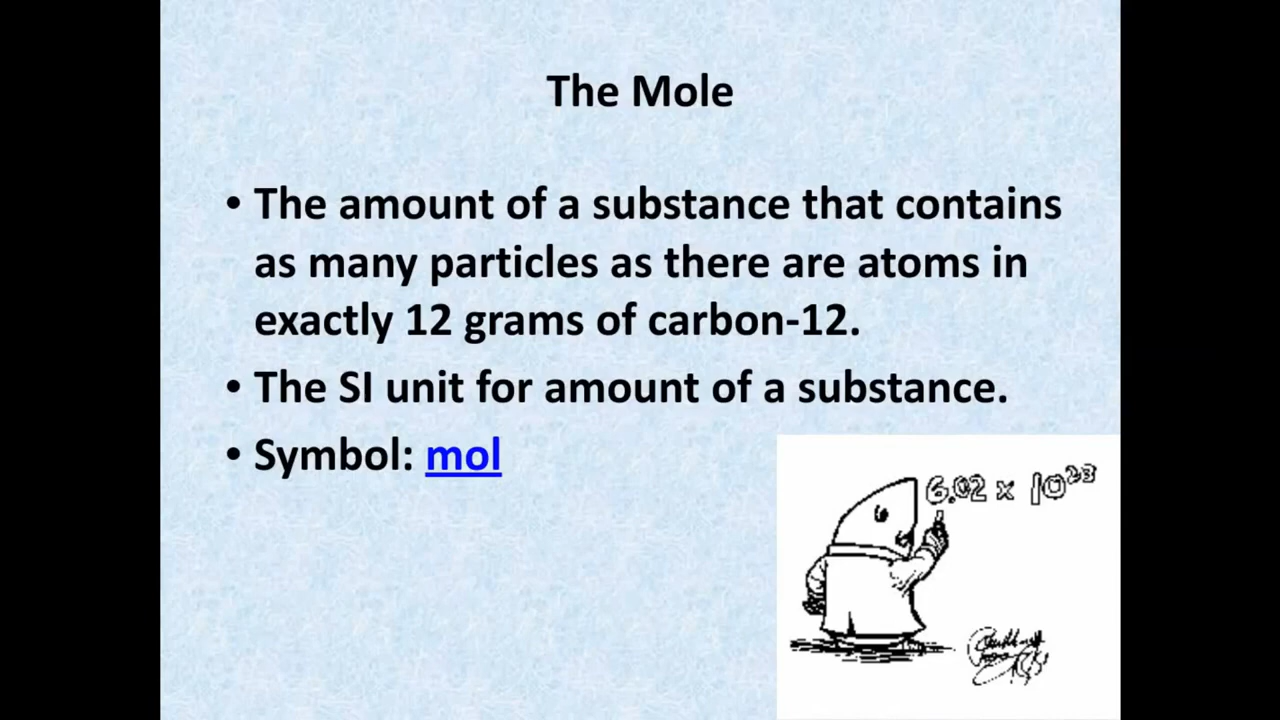 The Mole
• The amount of a substance that contains
as many particles as there are atoms in
exactly 12 grams of carbon-12.
• The SI unit for amount of a substance.
• Symbol: mol
6.02 x 10²³